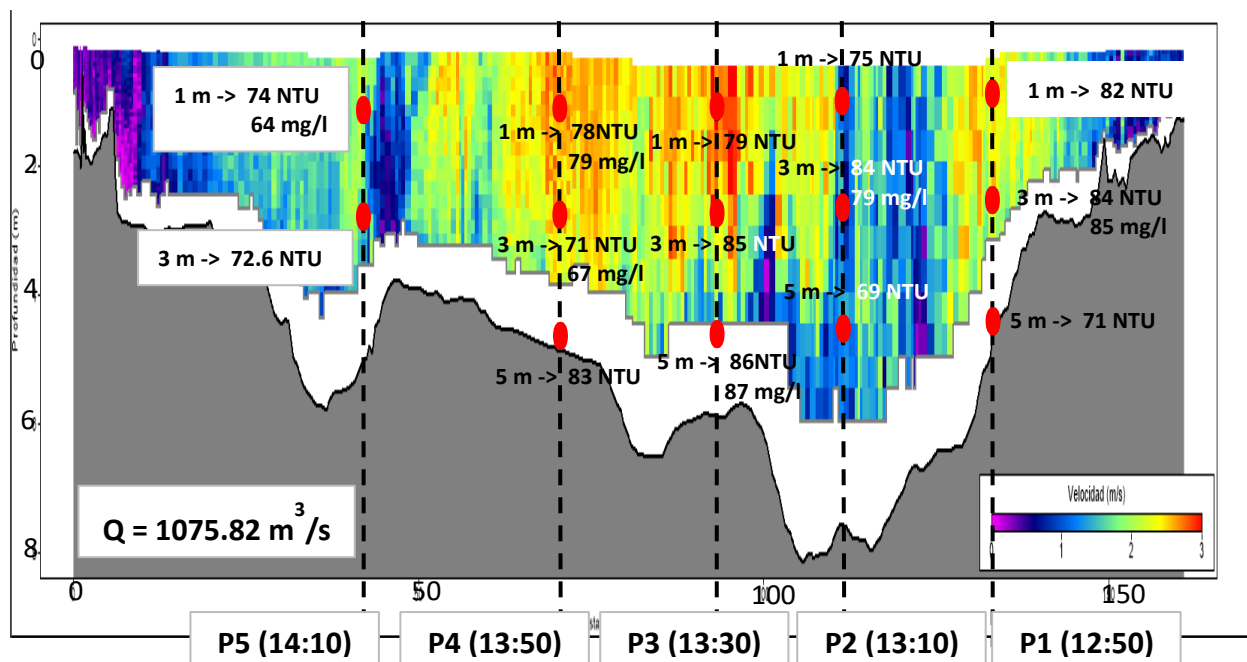 0
2
4
6
8
Profundidad (m)
1 m -> 74 NTU
64 mg/l
3 m -> 72.6 NTU
1 m -> 78NTU
79 mg/l
3 m -> 71 NTU
67 mg/l
5 m -> 83 NTU
1 m -> 79 NTU
3 m -> 85 NTU
5 m -> 86NTU
87 mg/l
1 m -> 75 NTU
3 m -> 84 NTU
79 mg/l
5 m -> 69 NTU
1 m -> 82 NTU
3 m -> 84 NTU
85 mg/l
5 m -> 71 NTU
Q = 1075.82 m³/s
Velocidad (m/s)
0 1 2 3
0 50 100 150
P5 (14:10) P4 (13:50) P3 (13:30) P2 (13:10) P1 (12:50)